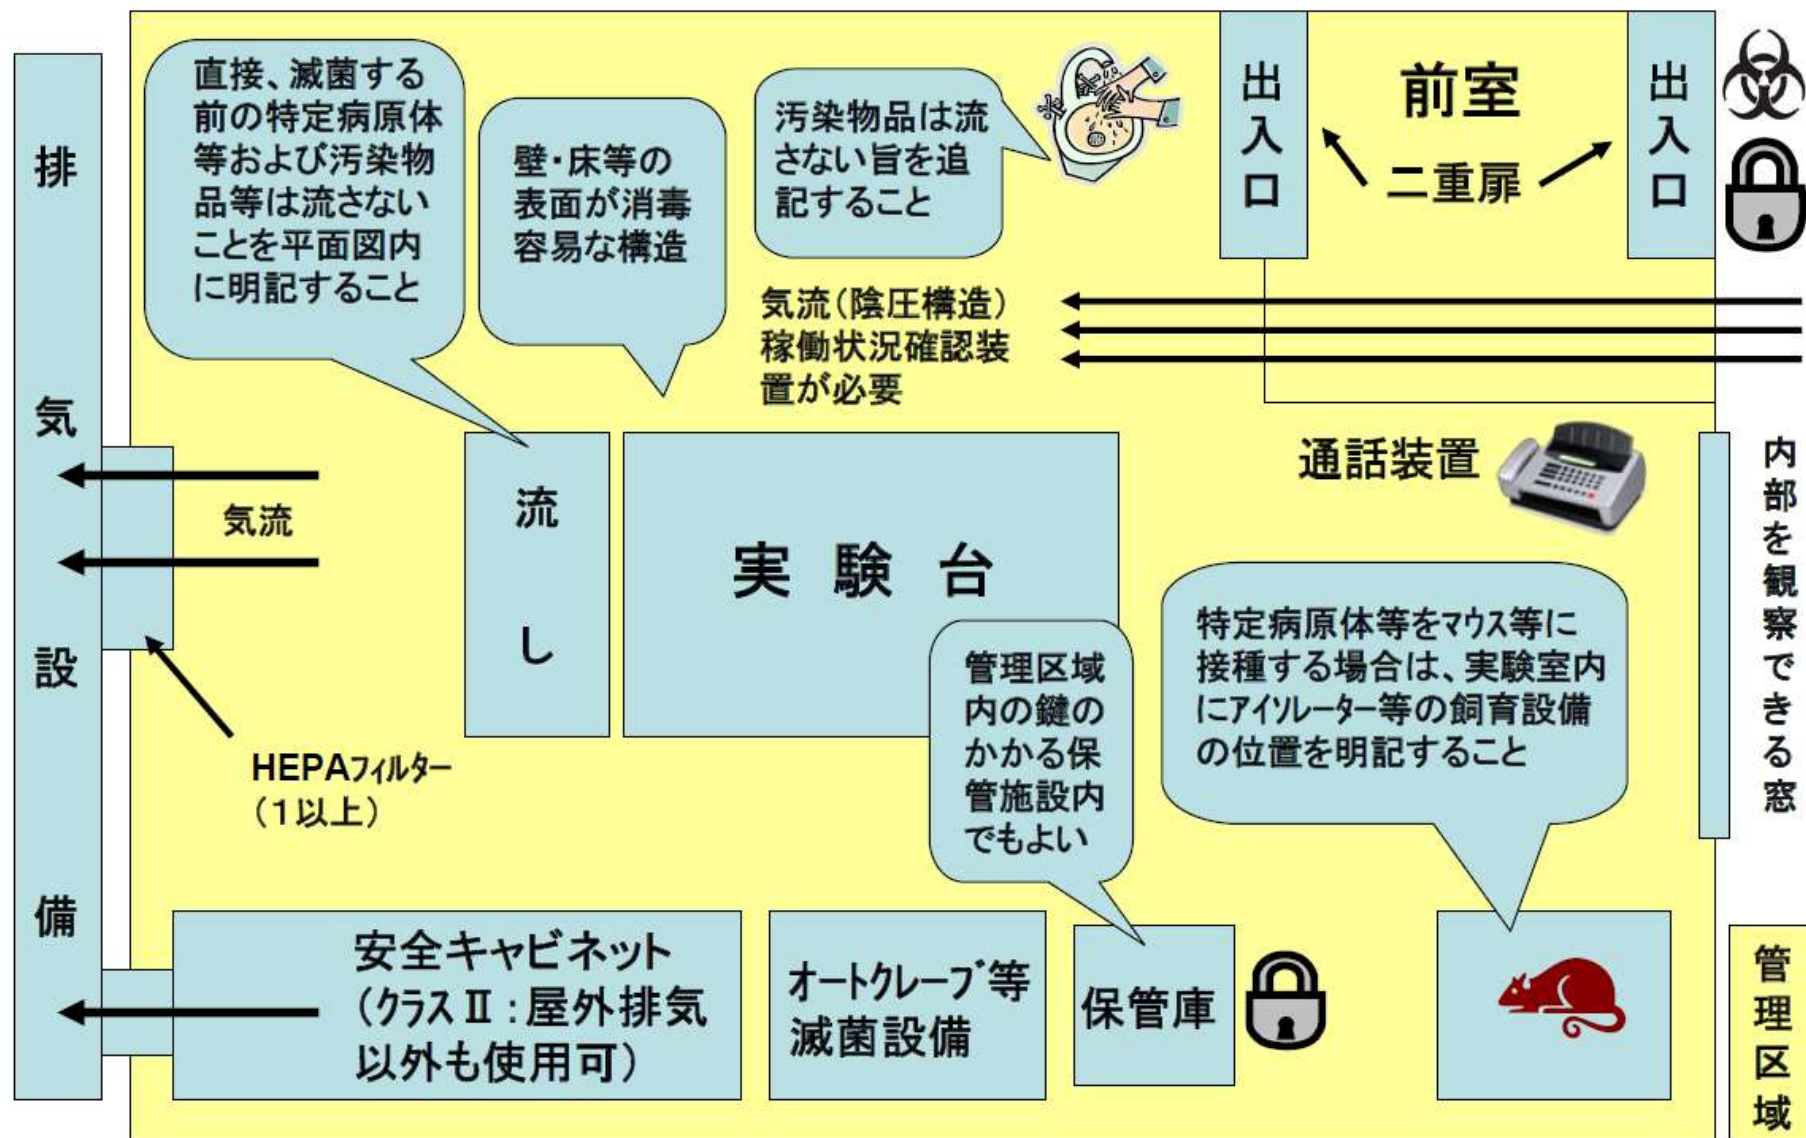 排気設備
直接、滅菌する
前の特定病原体
等および汚染物
品等は流さない
ことを平面図内
に明記すること
壁・床等の
表面が消毒
容易な構造
汚染物品は流
さない旨を追
記すること
出入口
前室
二重扉
出入口
気流（陰圧構造）
稼働状況確認装
置が必要
通話装置
内部を観察できる窓
気流
流し
実験台
HEPAフィルター
（１以上）
管理区域
内の鍵の
かかる保
管施設内
でもよい
特定病原体等をマウス等に
接種する場合は、実験室内
にアイソレーター等の飼育設備
の位置を明記すること
安全キャビネット
（クラスⅡ：屋外排気
以外も使用可）
オートクレーブ等
滅菌設備
保管庫
管理区域